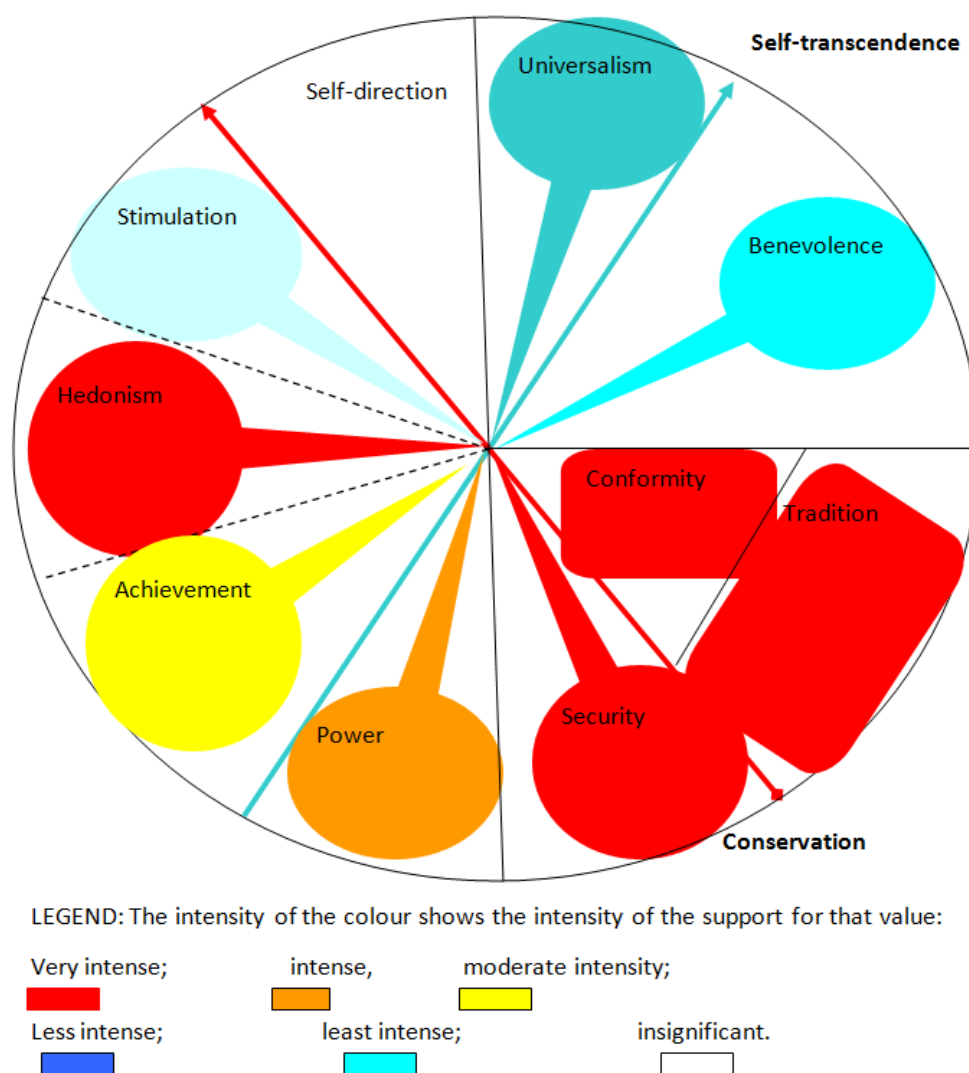 Self-transcendence
Universalism
Self-direction
Stimulation
Benevolence
Hedonism
Conformity
Tradition
Achievement
Security
Power
Conservation
LEGEND: The intensity of the colour shows the intensity of the support for that value:
Very intense; intense, moderate intensity;
Less intense; least intense; insignificant.